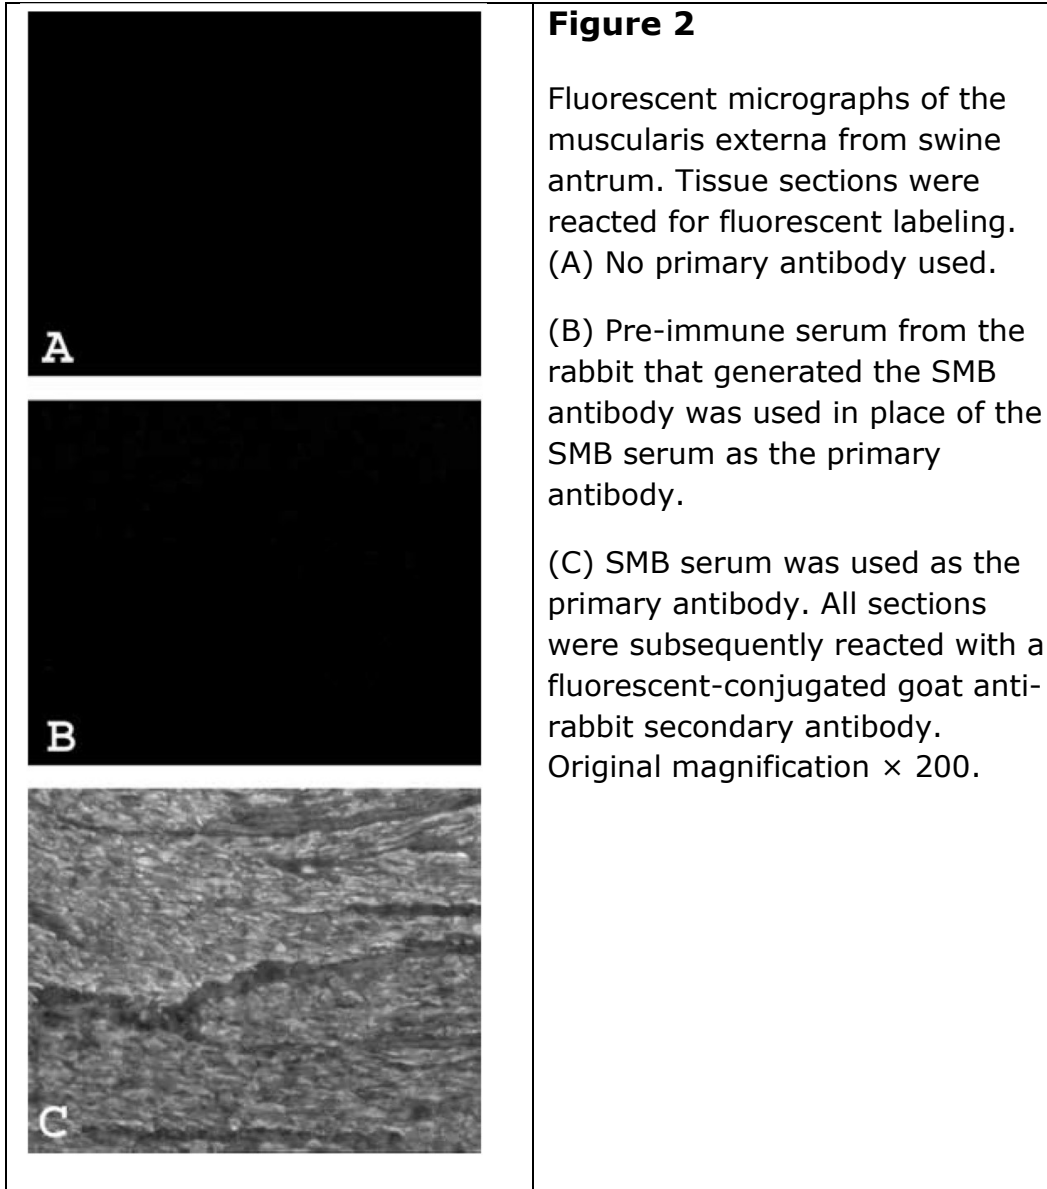 A
B
C
Figure 2
Fluorescent micrographs of the
muscularis externa from swine
antrum. Tissue sections were
reacted for fluorescent labeling.
(A) No primary antibody used.
(B) Pre-immune serum from the
rabbit that generated the SMB
antibody was used in place of the
SMB serum as the primary
antibody.
(C) SMB serum was used as the
primary antibody. All sections
were subsequently reacted with a
fluorescent-conjugated goat anti-
rabbit secondary antibody.
Original magnification × 200.